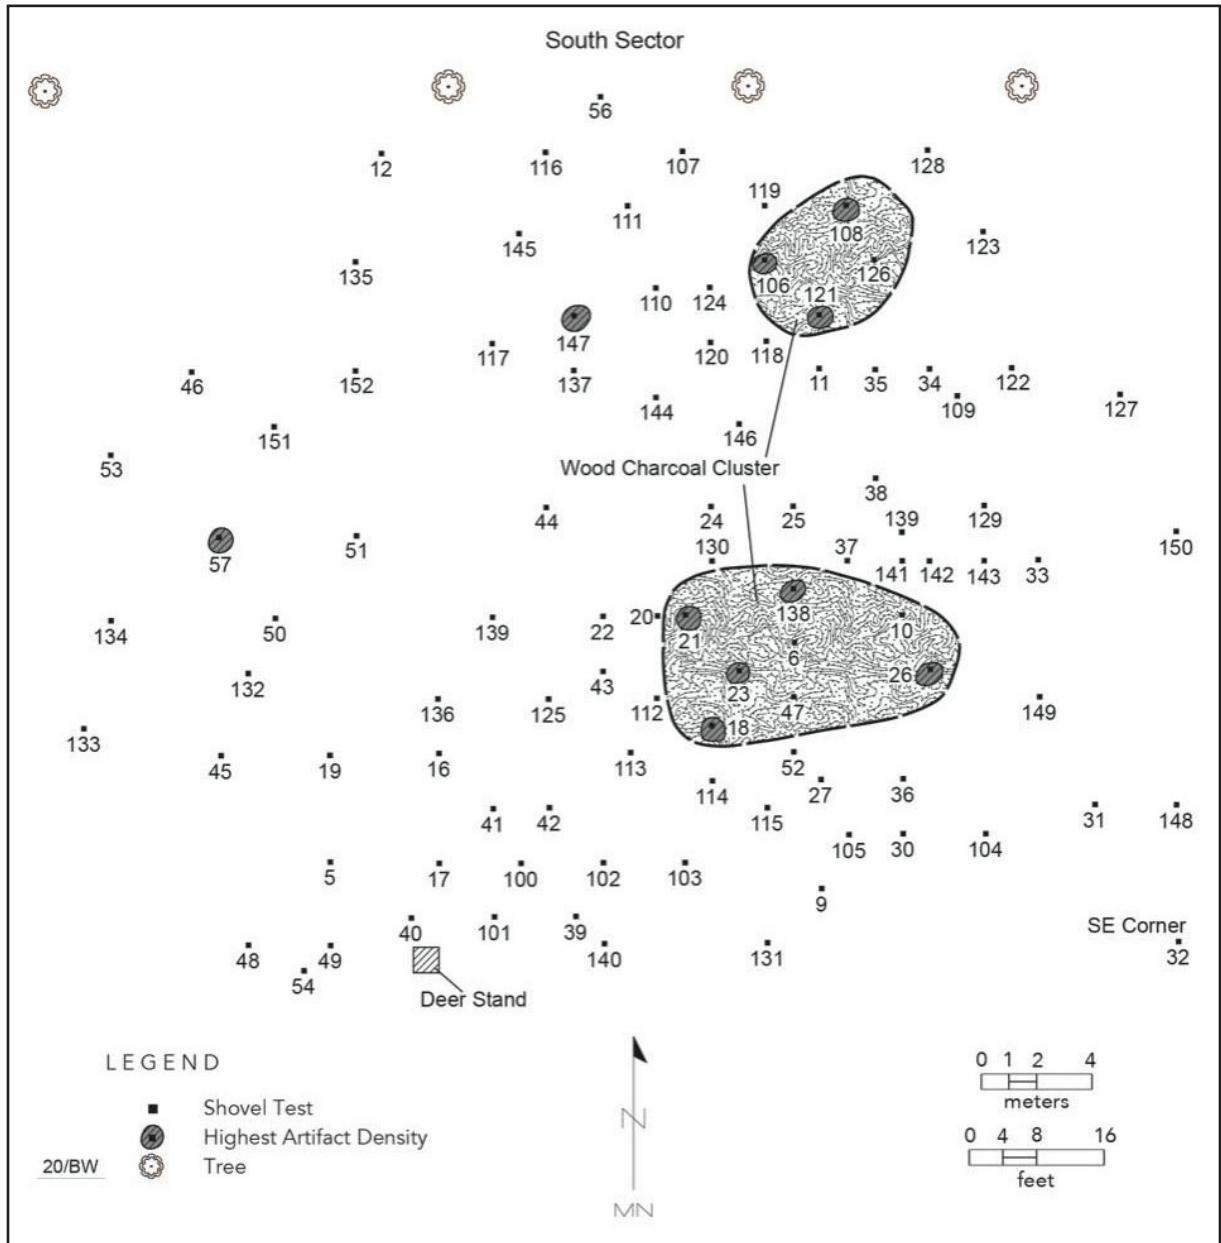 South Sector
56
12 116 107 128
119
111 108
145 123
135 106 126
110 124 121
147
117 120 118
46 152 137 11 35 34 122
144 109 127
151 146
53 Wood Charcoal Cluster
38
44 24 25 139 129
57 51 130 37 150
141 142 143 33
134 50 139 22 20 21 138 10
6
132 43 23 26
136 125 112 47 149
133 18
45 19 16 113 52
114 27 36
41 42 115 31 148
105 30 104
5 17 100 102 103
9
40 101 39 SE Corner
48 49 140 131 32
54
Deer Stand
LEGEND
Shovel Test
Highest Artifact Density
20/BW Tree
N
MN
0 1 2 4
meters
0 4 8 16
feet